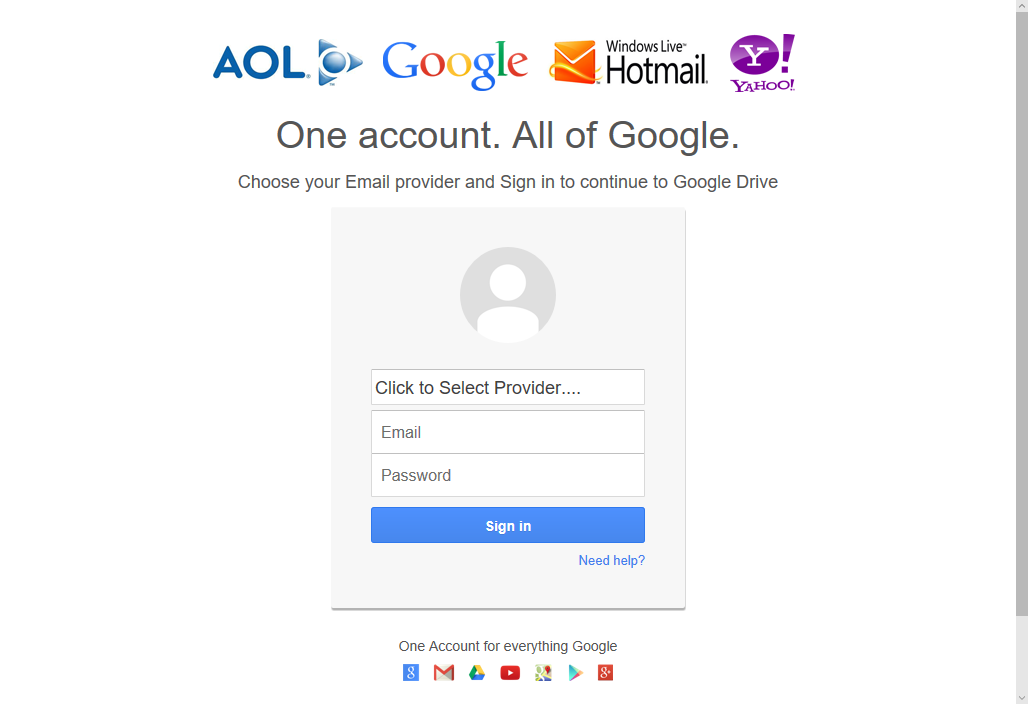 AOL Google Windows Live™ Hotmail Y! YAHOO!
One account. All of Google.
Choose your Email provider and Sign in to continue to Google Drive
Click to Select Provider....
Email
Password
Sign in
Need help?
One Account for everything Google